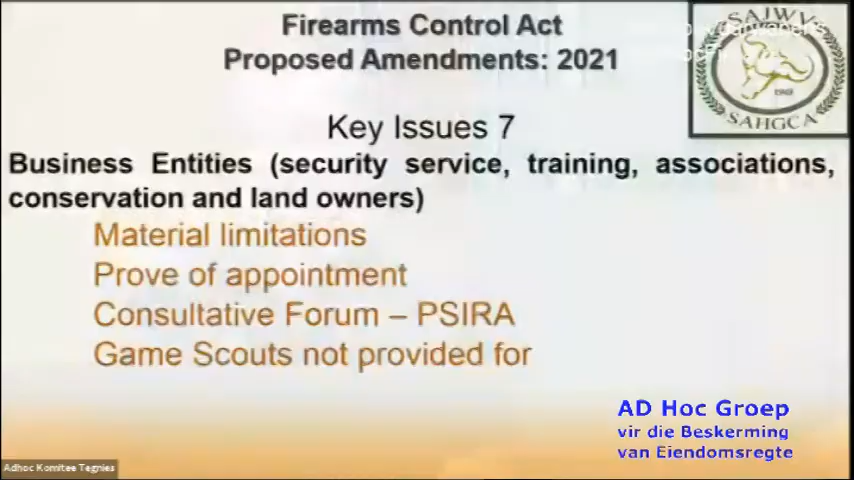 Firearms Control Act
Proposed Amendments: 2021
SAJWV
1949
SAHGCA
Key Issues 7
Business Entities (security service, training, associations,
conservation and land owners)
Material limitations
Prove of appointment
Consultative Forum – PSIRA
Game Scouts not provided for
AD Hoc Groep
vir die Beskerming
van Eiendomsregte
Adhoc Komitee Tegnies